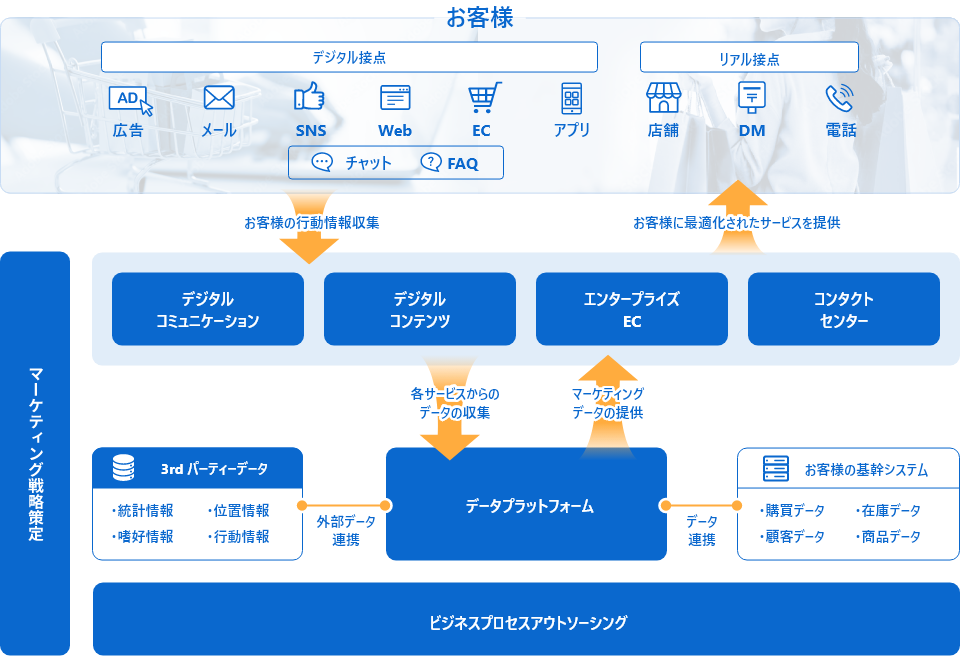 お客様
デジタル接点
リアル接点
AD
広告
メール
SNS
Web
EC
アプリ
店舗
〒
DM
電話
チャット
? FAQ
お客様の行動情報収集
お客様に最適化されたサービスを提供
マーケティング戦略策定
デジタル
コミュニケーション
デジタル
コンテンツ
エンタープライズ
EC
コンタクト
センター
各サービスからの
データの収集
マーケティング
データの提供
3rd パーティーデータ
・統計情報
・位置情報
・嗜好情報
・行動情報
外部データ
連携
データプラットフォーム
データ
連携
お客様の基幹システム
・購買データ
・在庫データ
・顧客データ
・商品データ
ビジネスプロセスアウトソーシング